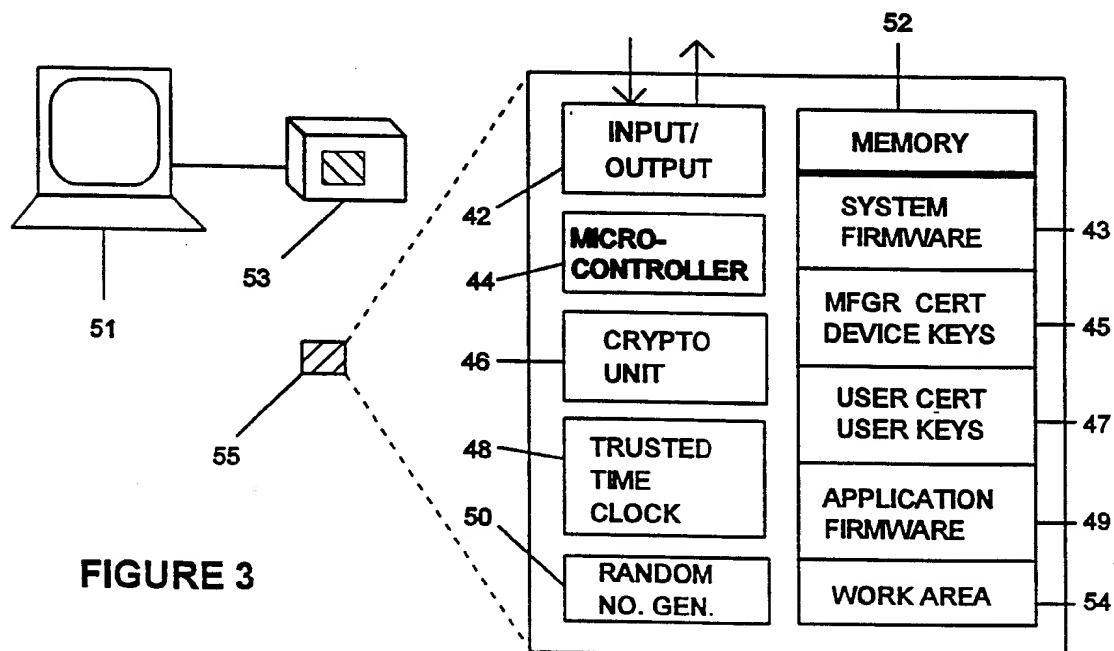 52
INPUT/
OUTPUT
MEMORY
42
SYSTEM
FIRMWARE
43
MICRO-
CONTROLLER
44
53
51
MFGR CERT
DEVICE KEYS
45
CRYPTO
UNIT
46
USER CERT
USER KEYS
47
55
48
TRUSTED
TIME
CLOCK
APPLICATION
FIRMWARE
49
50
FIGURE 3
RANDOM
NO. GEN.
WORK AREA
54